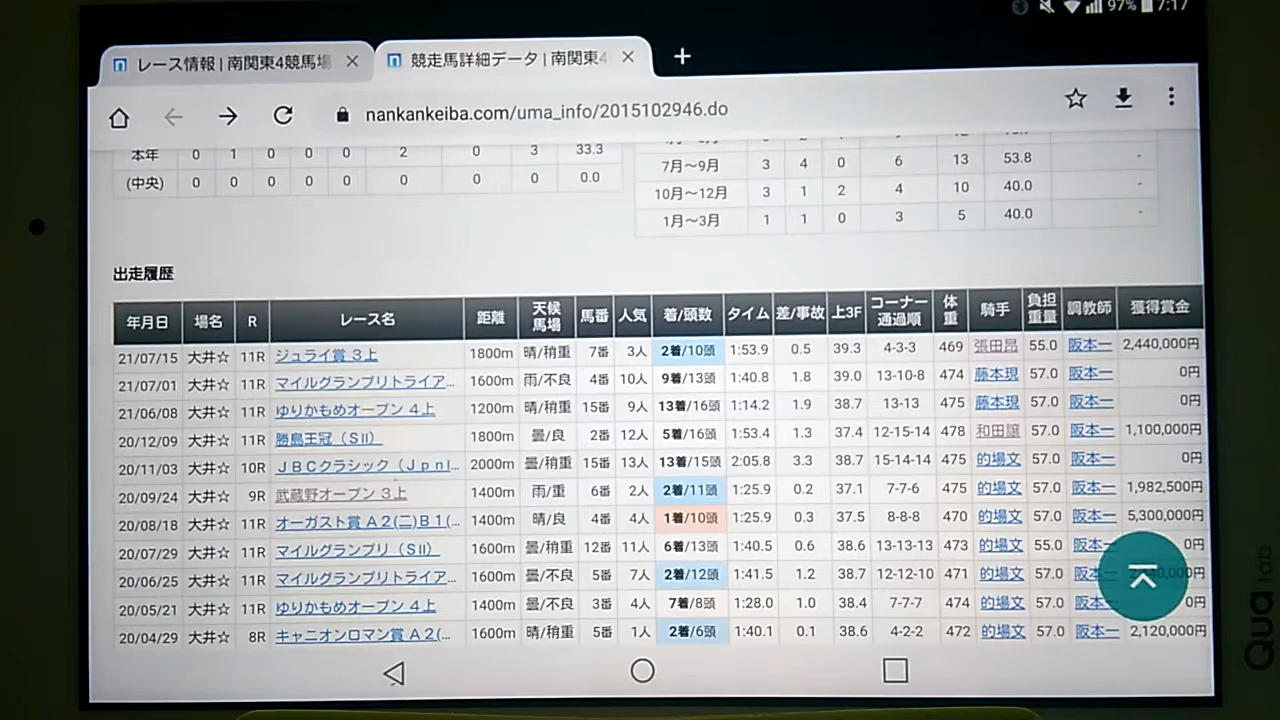 97% 7:17
レース情報 | 南関東4競馬場 × 競走馬詳細データ | 南関東4 × +
nankankeiba.com/uma_info/2015102946.do
本年 0 1 0 0 0 2 0 3 33.3
(中央) 0 0 0 0 0 0 0 0 0.0
7月～9月 3 4 0 6 13 53.8 -
10月～12月 3 1 2 4 10 40.0 -
1月～3月 1 1 0 3 5 40.0 -
出走履歴
年月日 場名 R レース名 距離 天候馬場 馬番 人気 着/頭数 タイム 差/事故 上3F コーナー通過順 体重 騎手 負担重量 調教師 獲得賞金
21/07/15 大井☆ 11R ジュライ賞 3上 1800m 晴/稍重 7番 3人 2着/10頭 1:53.9 0.5 39.3 4-3-3 469 張田昂 55.0 阪本一 2,440,000円
21/07/01 大井☆ 11R マイルグランプリトライア... 1600m 雨/不良 4番 10人 9着/13頭 1:40.8 1.8 39.0 13-10-8 474 藤本現 57.0 阪本一 0円
21/06/08 大井☆ 11R ゆりかもめオープン 4上 1200m 晴/稍重 15番 9人 13着/16頭 1:14.2 1.9 38.7 13-13 475 藤本現 57.0 阪本一 0円
20/12/09 大井☆ 11R 勝島王冠（SⅡ） 1800m 曇/良 2番 12人 5着/16頭 1:53.4 1.3 37.4 12-15-14 478 和田譲 57.0 阪本一 1,100,000円
20/11/03 大井☆ 10R ＪＢＣクラシック（Ｊｐｎ... 2000m 曇/稍重 15番 13人 13着/15頭 2:05.8 3.3 38.7 15-14-14 475 的場文 57.0 阪本一 0円
20/09/24 大井☆ 9R 武蔵野オープン 3上 1400m 雨/重 6番 2人 2着/11頭 1:25.9 0.2 37.1 7-7-6 475 的場文 57.0 阪本一 1,982,500円
20/08/18 大井☆ 11R オーガスト賞 A2(二)B1(... 1400m 晴/良 4番 4人 1着/10頭 1:25.9 0.3 37.5 8-8-8 470 的場文 57.0 阪本一 5,300,000円
20/07/29 大井☆ 11R マイルグランプリ（SⅡ） 1600m 曇/稍重 12番 11人 6着/13頭 1:40.5 0.6 38.6 13-13-13 473 的場文 55.0 阪本一 0円
20/06/25 大井☆ 11R マイルグランプリトライア... 1600m 曇/不良 5番 7人 2着/12頭 1:41.5 1.2 38.7 12-12-10 471 的場文 57.0 阪本一
20/05/21 大井☆ 11R ゆりかもめオープン 4上 1400m 曇/不良 3番 4人 7着/8頭 1:28.0 1.0 38.4 7-7-7 474 的場文 57.0 阪本一 0円
20/04/29 大井☆ 8R キャニオンロマン賞 A2(... 1600m 晴/稍重 5番 1人 2着/6頭 1:40.1 0.1 38.6 4-2-2 472 的場文 57.0 阪本一 2,120,000円
Qua tab